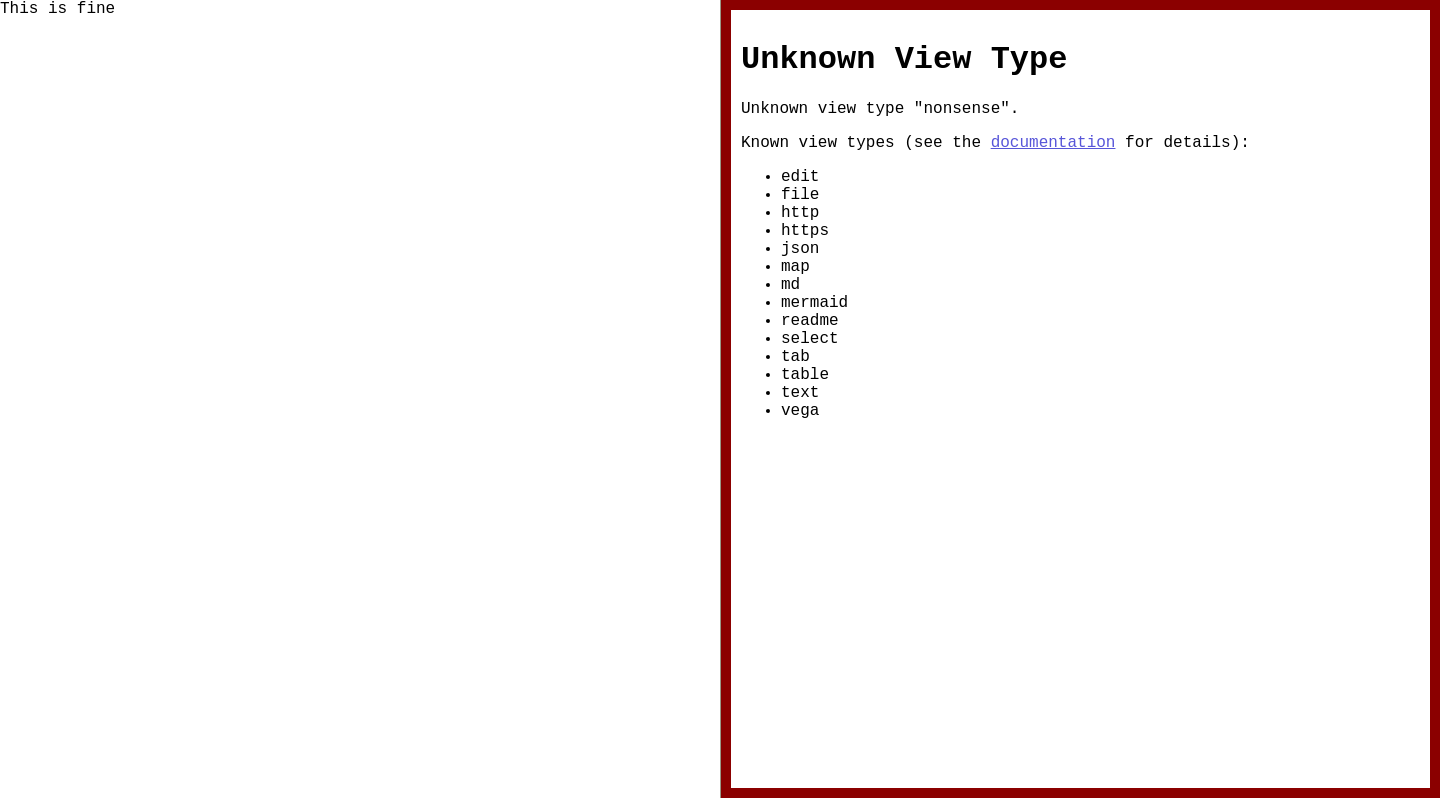 This is fine
Unknown View Type
Unknown view type "nonsense".
Known view types (see the documentation for details):
• edit
• file
• http
• https
• json
• map
• md
• mermaid
• readme
• select
• tab
• table
• text
• vega